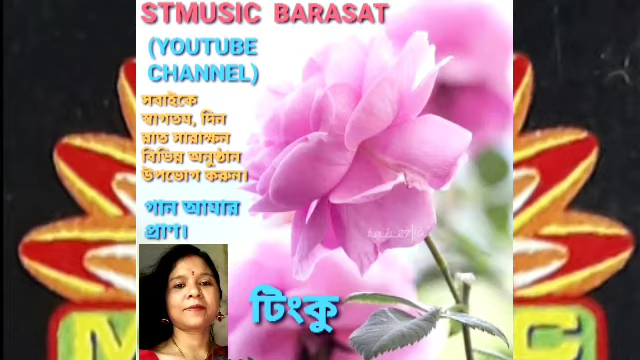 STMUSIC BARASAT
(YOUTUBE
CHANNEL)
সবাইকে
স্বাগতম, দিন
রাত সারাক্ষন
বিভিন্ন অনুষ্ঠান
উপভোগ করুন।
গান আমার
প্রাণ।
টিংকু
M
C